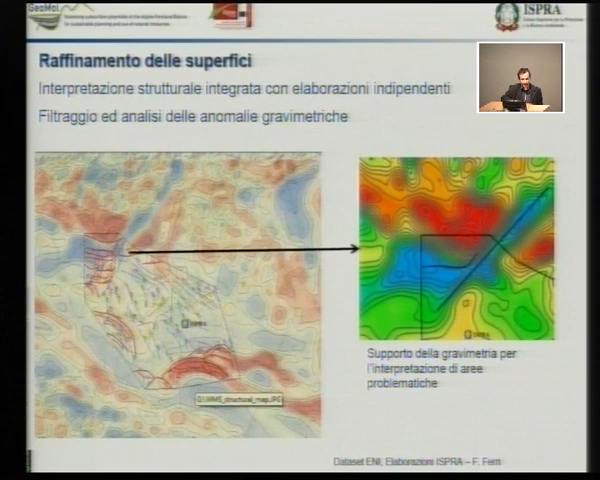 GeoMol
ISPRA
Raffinamento delle superfici
Interpretazione strutturale integrata con elaborazioni indipendenti
Filtraggio ed analisi delle anomalie gravimetriche
Supporto della gravimetria per
l'interpretazione di aree
problematiche
Dataset ENI, Elaborazioni ISPRA – F. Ferri